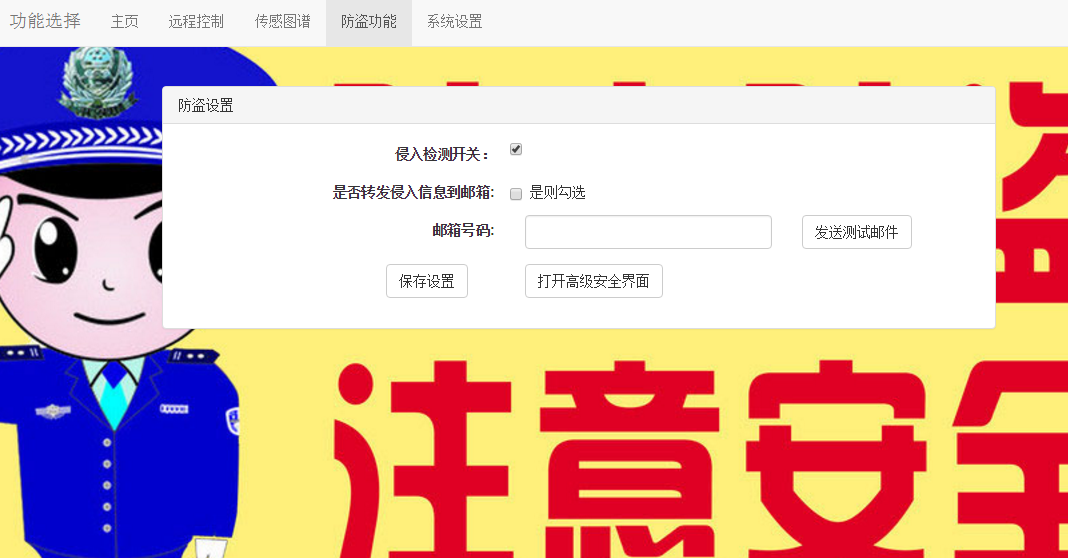 功能选择 主页 远程控制 传感图谱 防盗功能 系统设置
防盗设置
侵入检测开关：
是否转发侵入信息到邮箱: 是则勾选
邮箱号码: 发送测试邮件
保存设置 打开高级安全界面
注意安全